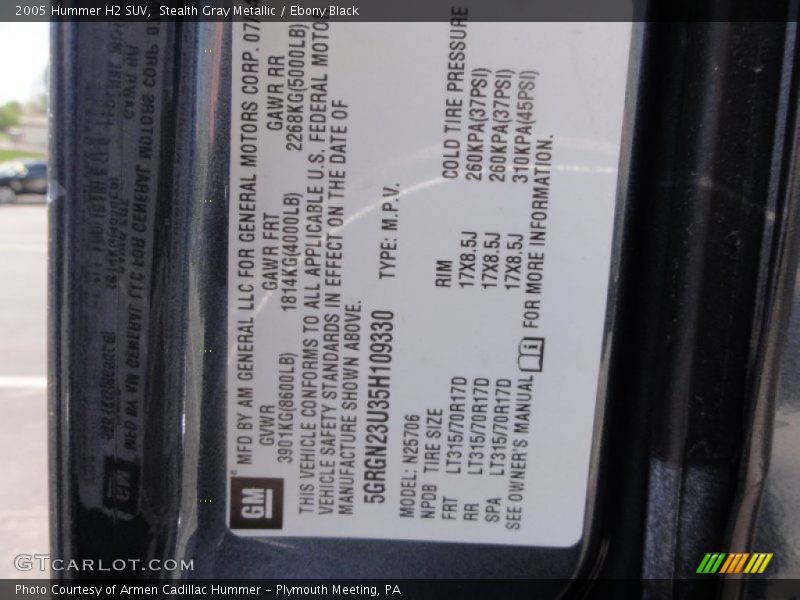 2005 Hummer H2 SUV, Stealth Gray Metallic / Ebony Black
MFD BY AM GENERAL LLC FOR GENERAL MOTORS CORP. 07/
GVWR GAWR FRT GAWR RR
3901KG(8600LB) 1814KG(4000LB) 2268KG(5000LB)
THIS VEHICLE CONFORMS TO ALL APPLICABLE U.S. FEDERAL MOTOR
VEHICLE SAFETY STANDARDS IN EFFECT ON THE DATE OF
MANUFACTURE SHOWN ABOVE.
5GRGN23U35H109330 TYPE: M.P.V.
MODEL: N25706
NPDB TIRE SIZE RIM COLD TIRE PRESSURE
FRT LT315/70R17D 17X8.5J 260KPA(37PSI)
RR LT315/70R17D 17X8.5J 260KPA(37PSI)
SPA LT315/70R17D 17X8.5J 310KPA(45PSI)
SEE OWNER'S MANUAL i FOR MORE INFORMATION.
GM
GTCARLOT.COM
Photo Courtesy of Armen Cadillac Hummer - Plymouth Meeting, PA